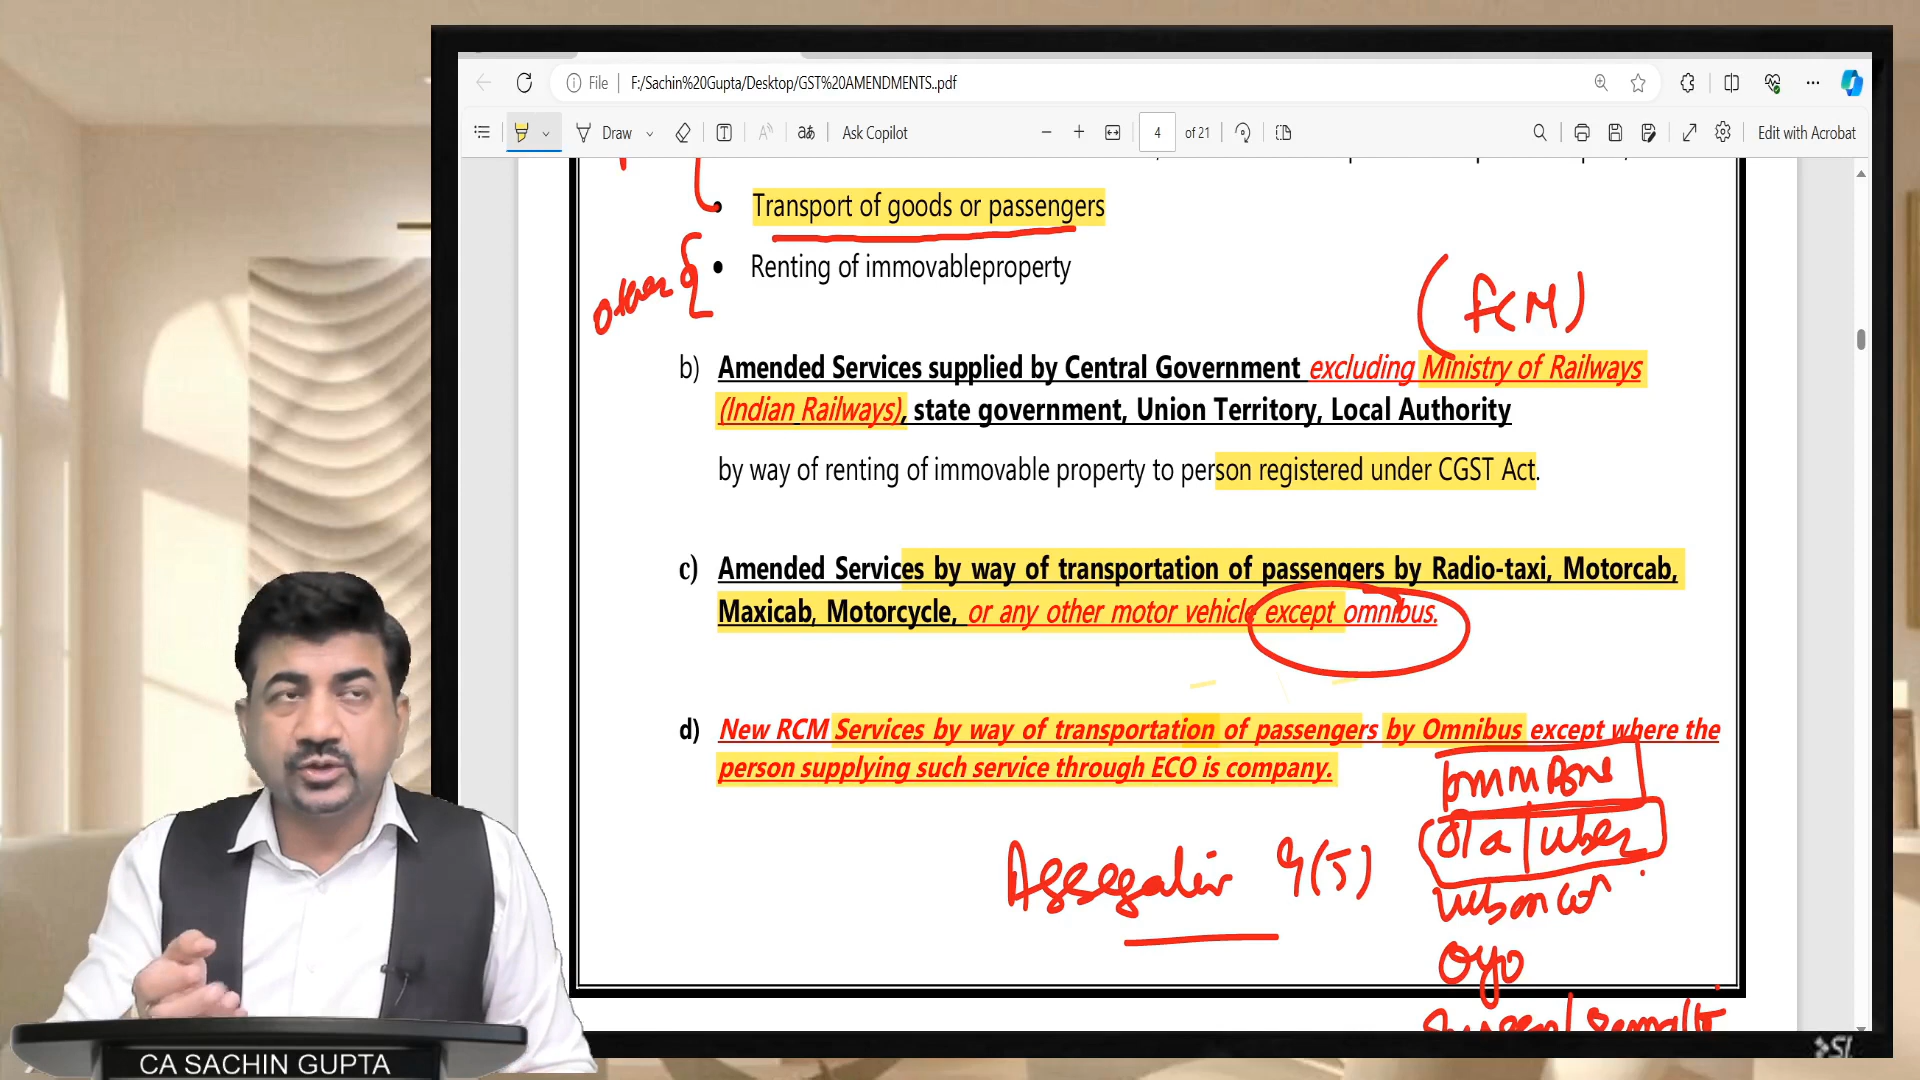 File F:/Sachin%20Gupta/Desktop/GST%20AMENDMENTS..pdf
Draw Ask Copilot 4 of 21 Edit with Acrobat
• Transport of goods or passengers
• Renting of immovableproperty
other
(FCM)
b) Amended Services supplied by Central Government excluding Ministry of Railways
(Indian Railways), state government, Union Territory, Local Authority
by way of renting of immovable property to person registered under CGST Act.
c) Amended Services by way of transportation of passengers by Radio-taxi, Motorcab,
Maxicab, Motorcycle, or any other motor vehicle except omnibus.
d) New RCM Services by way of transportation of passengers by Omnibus except where the
person supplying such service through ECO is company.
Ola | Uber
Aggregator 9(5)
Oyo
CA SACHIN GUPTA